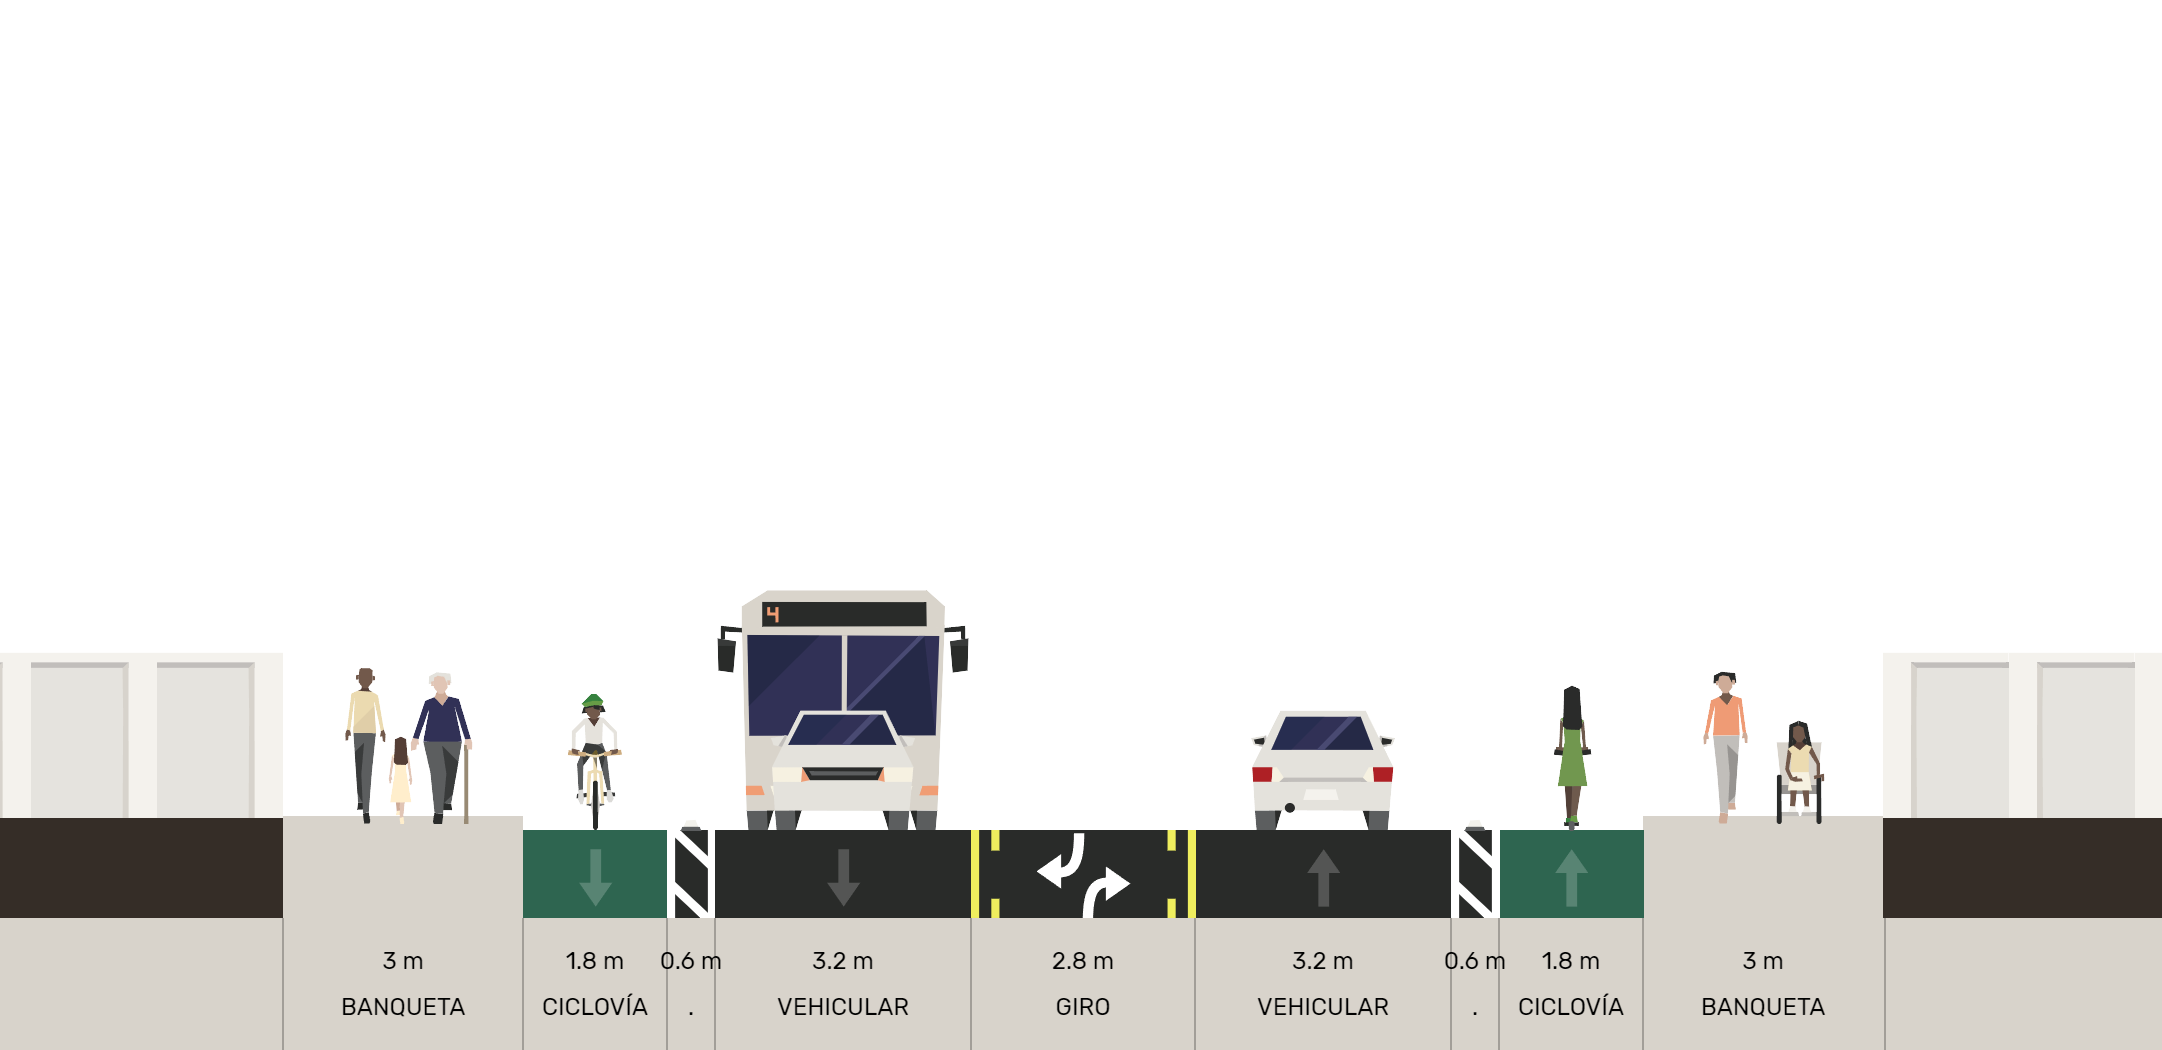 4
3 m
1.8 m
0.6 m
3.2 m
2.8 m
3.2 m
0.6 m
1.8 m
3 m
BANQUETA
CICLOVÍA
.
VEHICULAR
GIRO
VEHICULAR
.
CICLOVÍA
BANQUETA